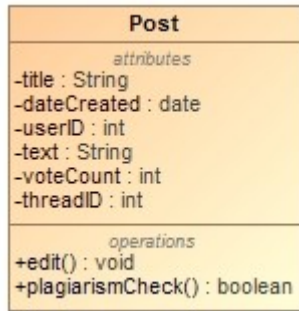 Post
attributes
-title : String
-dateCreated : date
-userID : int
-text : String
-voteCount : int
-threadID : int
operations
+edit() : void
+plagiarismCheck() : boolean